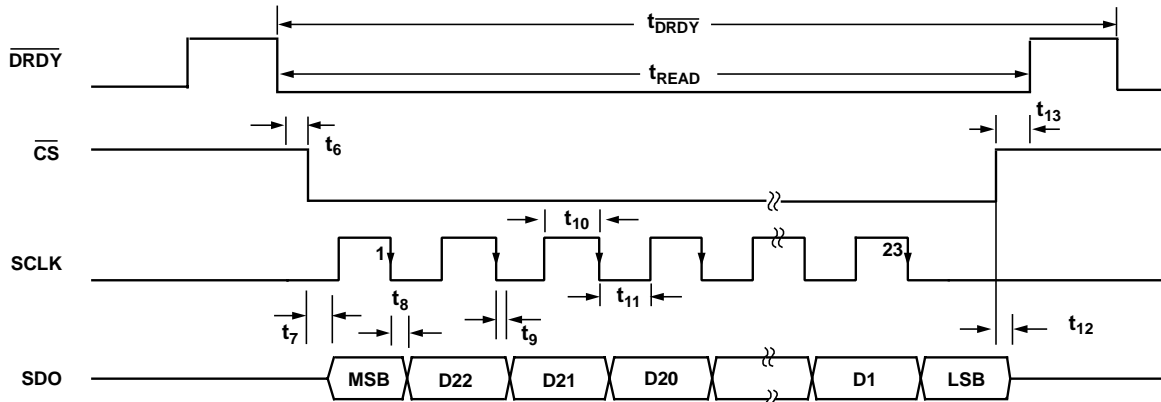 tDRDY
DRDY
tREAD
t13
CS
t6
t10
1
23
SCLK
t8
t11
t7
t9
t12
SDO
MSB
D22
D21
D20
D1
LSB